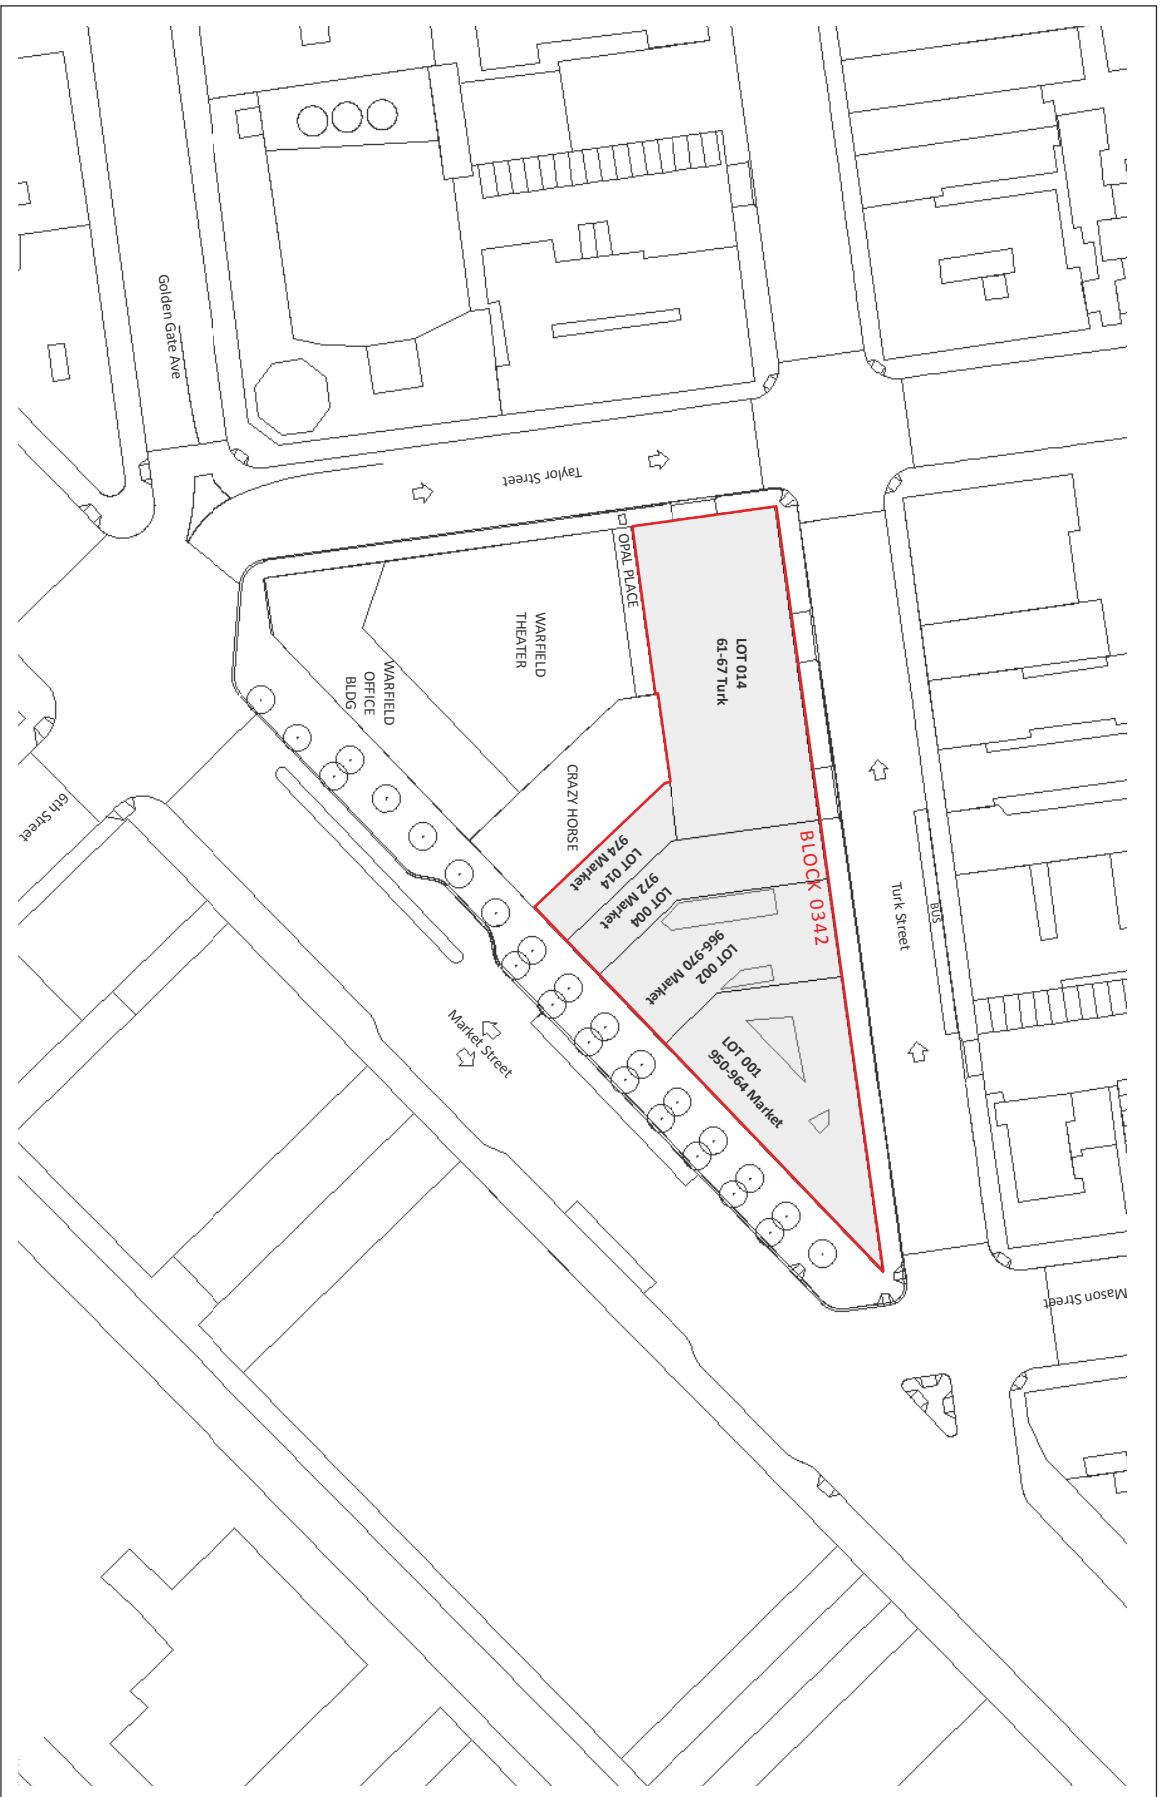 Golden Gate Ave
Taylor Street
OPAL PLACE
WARFIELD
THEATER
WARFIELD
OFFICE
BLDG
CRAZY HORSE
LOT 014
61-67 Turk
BLOCK 0342
LOT 014
974 Market
LOT 004
972 Market
LOT 002
966-970 Market
LOT 001
950-964 Market
Turk Street
BUS
6th Street
Market Street
Mason Street